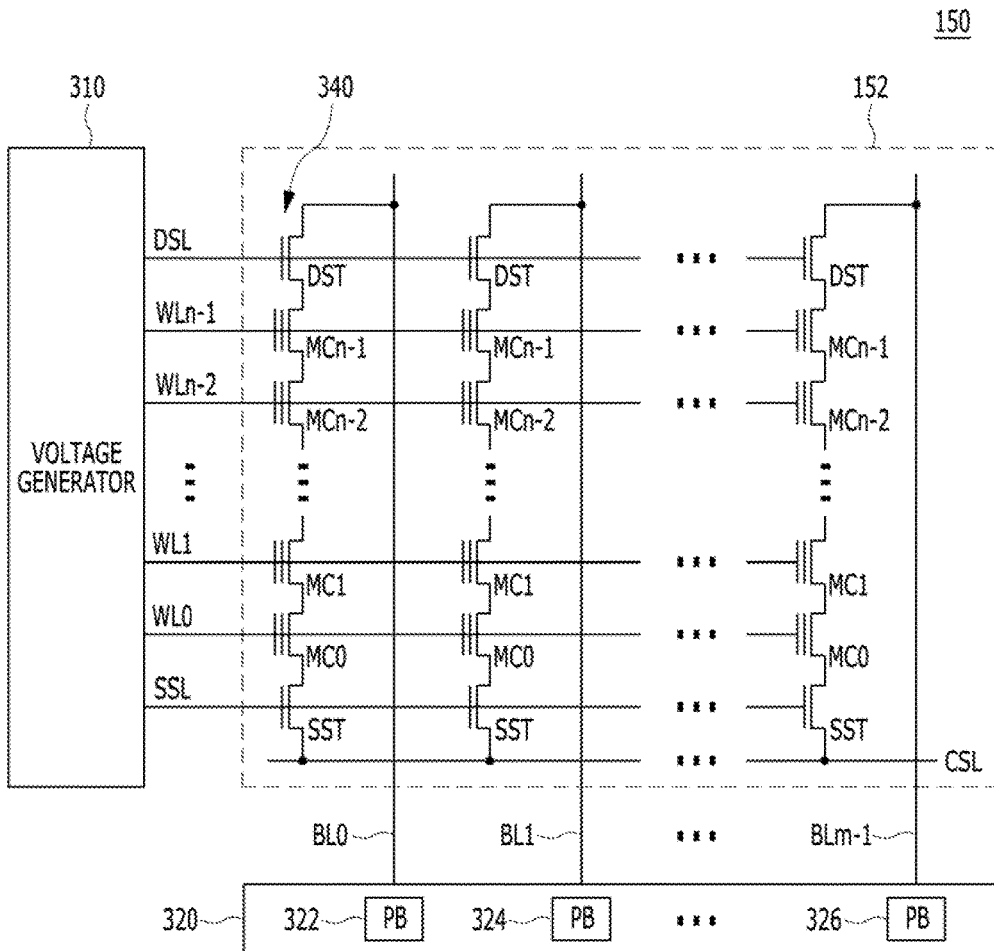 150
310
340
152
DSL
DST
DST
DST
WLn-1
MCn-1
MCn-1
MCn-1
WLn-2
MCn-2
MCn-2
MCn-2
VOLTAGE
GENERATOR
WL1
MC1
MC1
MC1
WL0
MC0
MC0
MC0
SSL
SST
SST
SST
CSL
BL0
BL1
BLm-1
320
322
PB
324
PB
326
PB